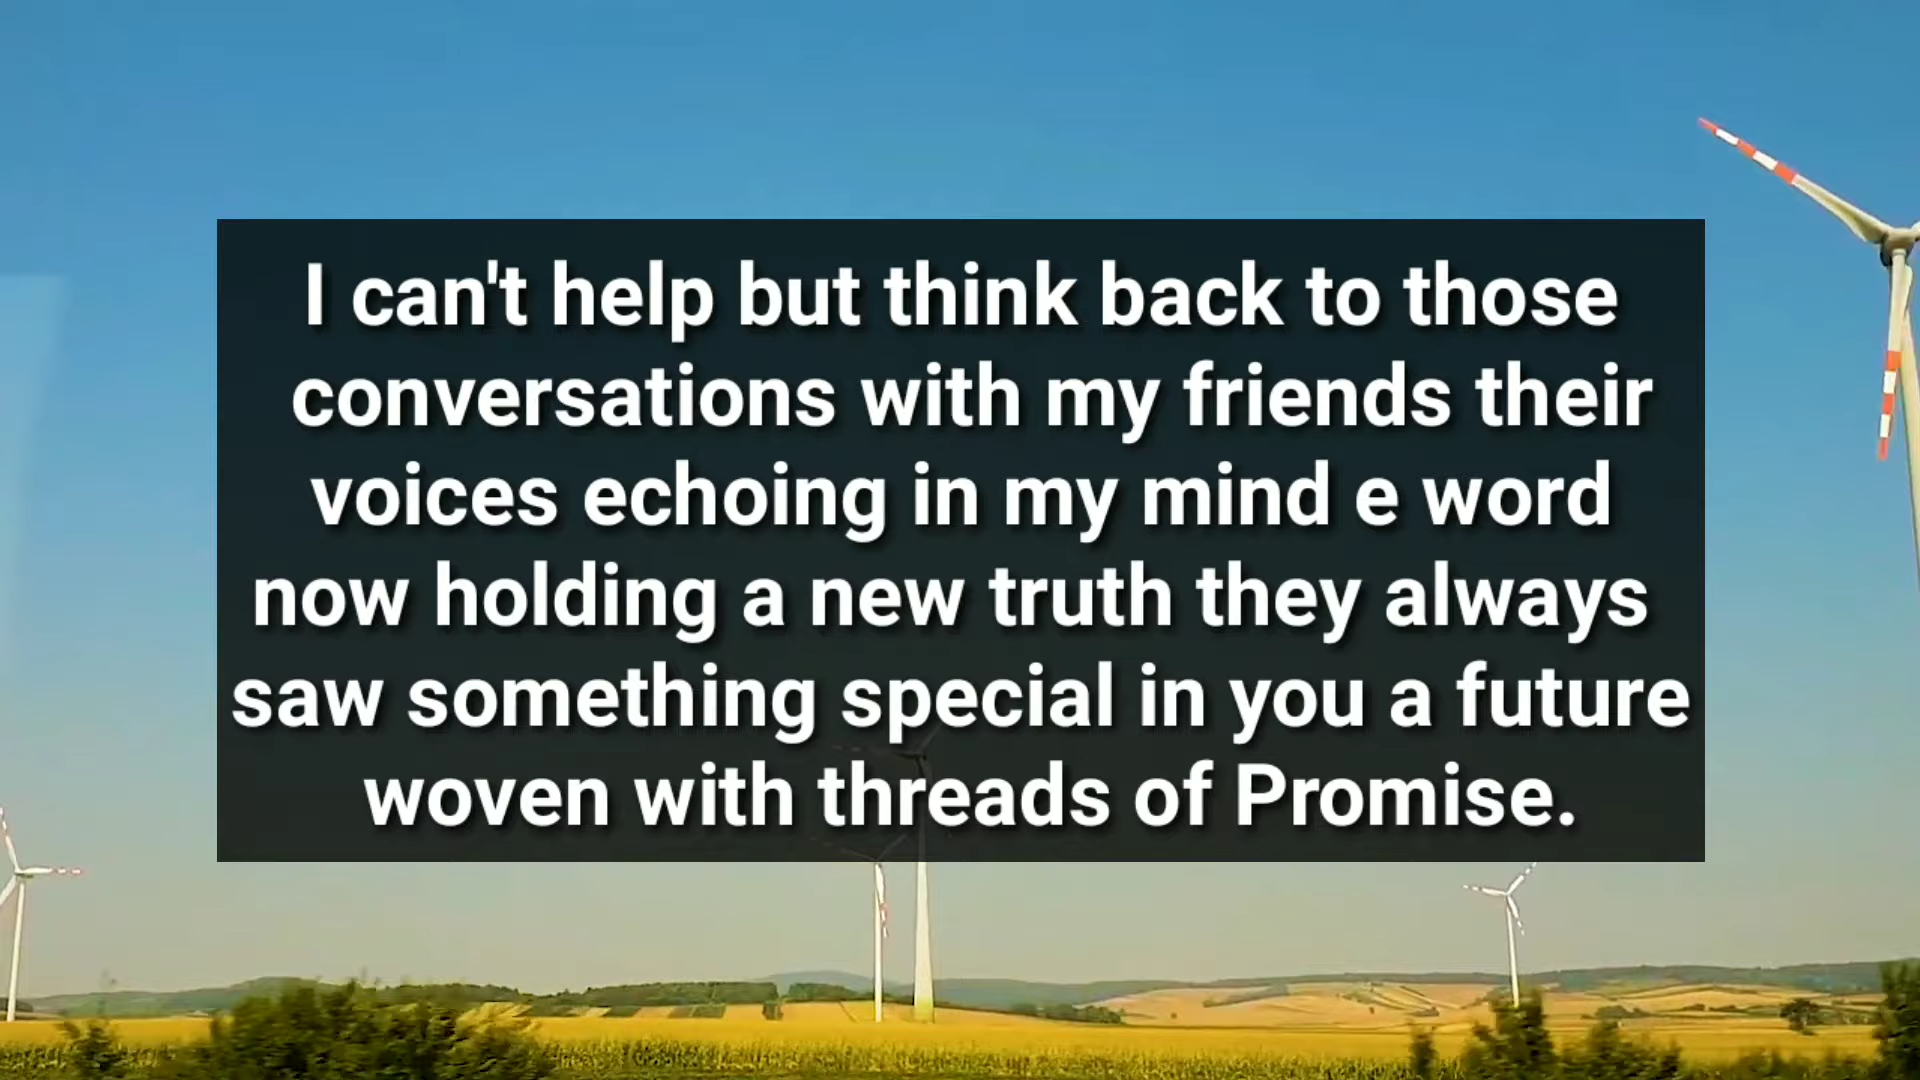 I can't help but think back to those
conversations with my friends their
voices echoing in my mind e word
now holding a new truth they always
saw something special in you a future
woven with threads of Promise.